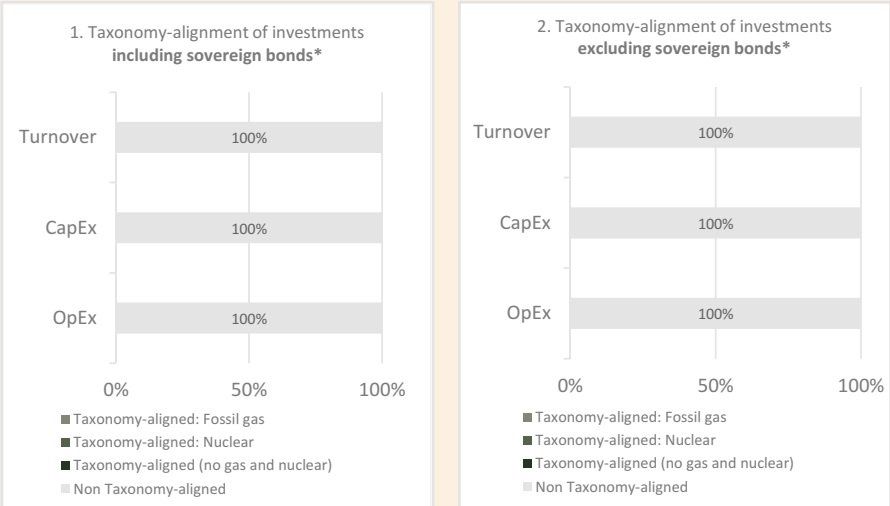 1. Taxonomy-alignment of investments
including sovereign bonds*
Turnover
100%
CapEx
100%
OpEx
100%
0%
50%
100%
Taxonomy-aligned: Fossil gas
Taxonomy-aligned: Nuclear
Taxonomy-aligned (no gas and nuclear)
Non Taxonomy-aligned
2. Taxonomy-alignment of investments
excluding sovereign bonds*
Turnover
100%
CapEx
100%
OpEx
100%
0%
50%
100%
Taxonomy-aligned: Fossil gas
Taxonomy-aligned: Nuclear
Taxonomy-aligned (no gas and nuclear)
Non Taxonomy-aligned